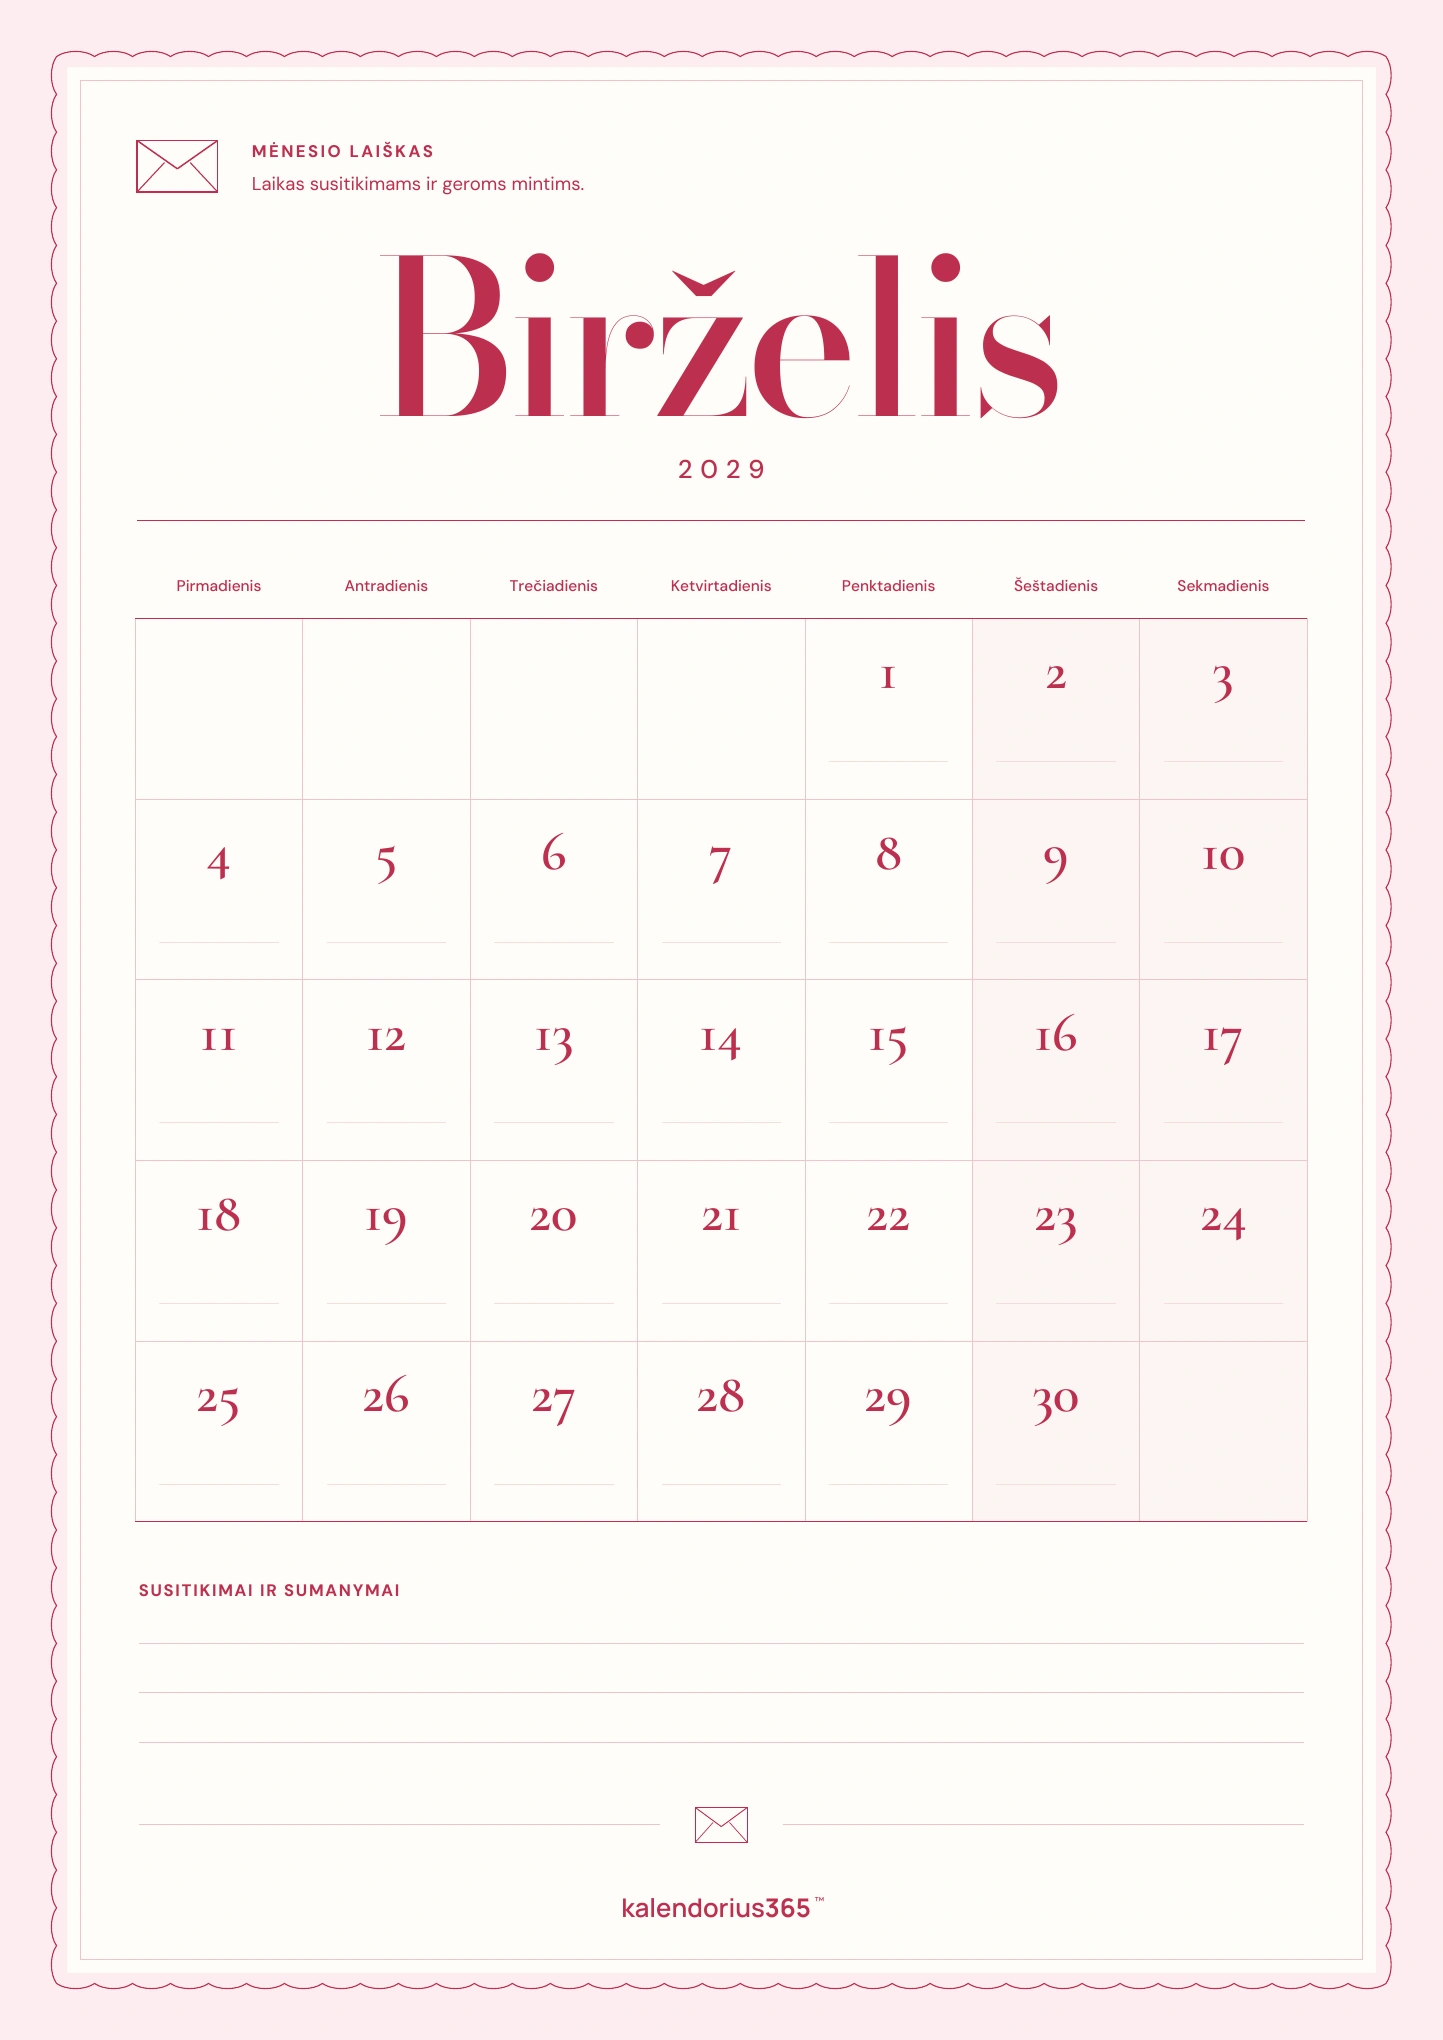 MĖNESIO LAIŠKAS
Laikas susitikimams ir geroms mintims.
Birželis
2029
Pirmadienis Antradienis Trečiadienis Ketvirtadienis Penktadienis Šeštadienis Sekmadienis
1 2 3
4 5 6 7 8 9 10
11 12 13 14 15 16 17
18 19 20 21 22 23 24
25 26 27 28 29 30
SUSITIKIMAI IR SUMANYMAI
kalendorius365™